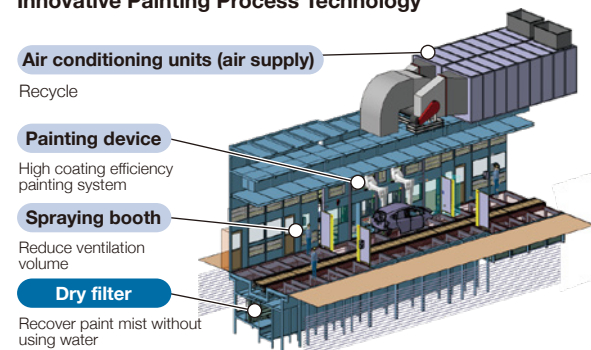 Innovative Painting Process Technology
Air conditioning units (air supply)
Recycle
Painting device
High coating efficiency
painting system
Spraying booth
Reduce ventilation
volume
Dry filter
Recover paint mist without
using water